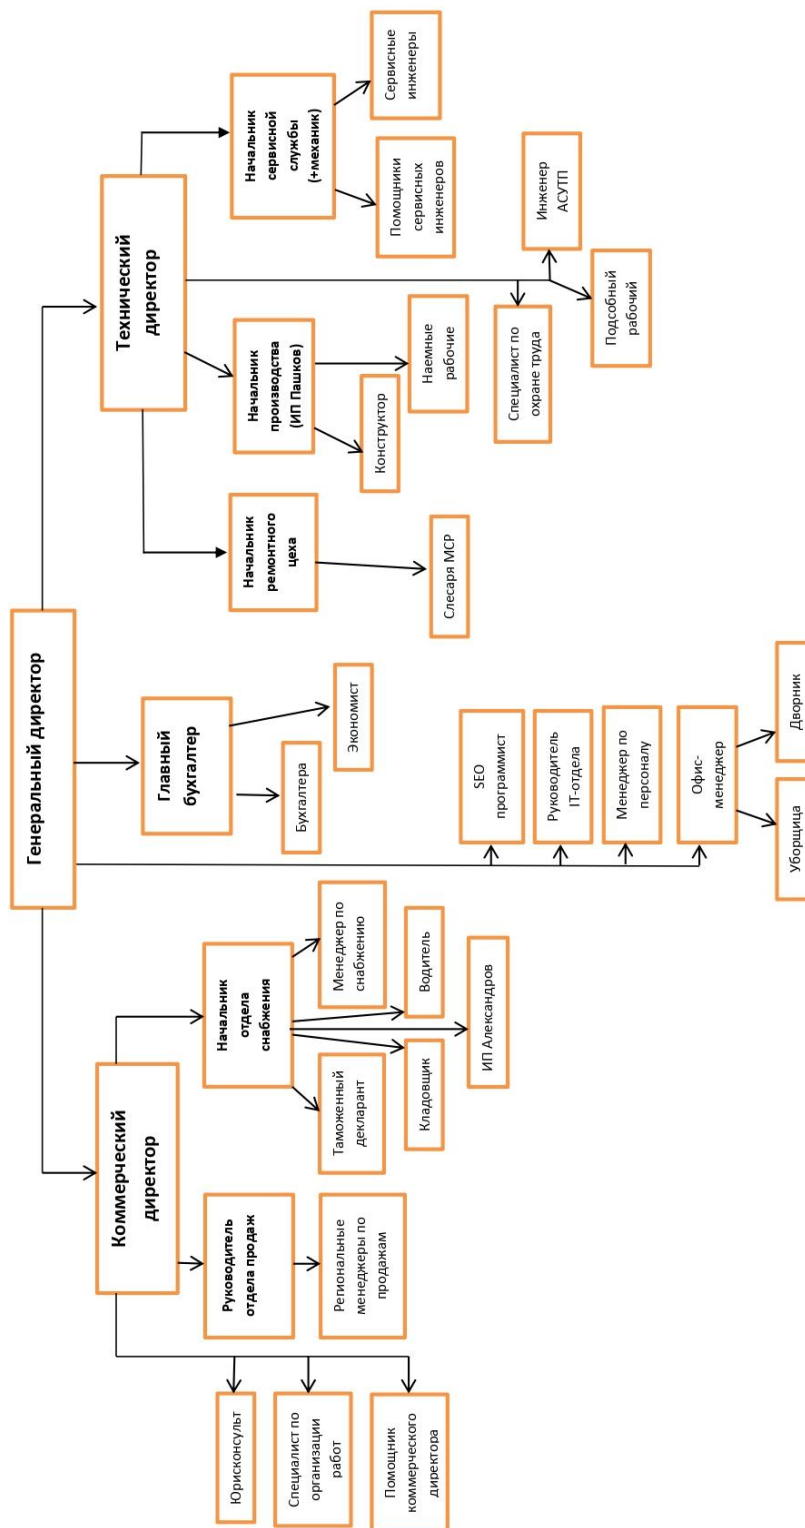 Генеральный директор
Коммерческий
директор
Главный
бухгалтер
Технический
директор
Юрисконсульт
Специалист по
организации
работ
Помощник
коммерческого
директора
Руководитель
отдела продаж
Региональные
менеджеры по
продажам
Начальник
отдела
снабжения
Таможенный
декларант
Менеджер по
снабжению
Кладовщик
Водитель
ИП Александров
Бухгалтера
Экономист
SEO
программист
Руководитель
IT-отдела
Менеджер по
персоналу
Офис-
менеджер
Уборщица
Дворник
Начальник
ремонтного
цеха
Слесаря МСР
Начальник
производства
(ИП Пашков)
Конструктор
Наемные
рабочие
Начальник
сервисной
службы
(+механик)
Помощники
сервисных
инженеров
Сервисные
инженеры
Специалист по
охране труда
Инженер
АСУТП
Подсобный
рабочий